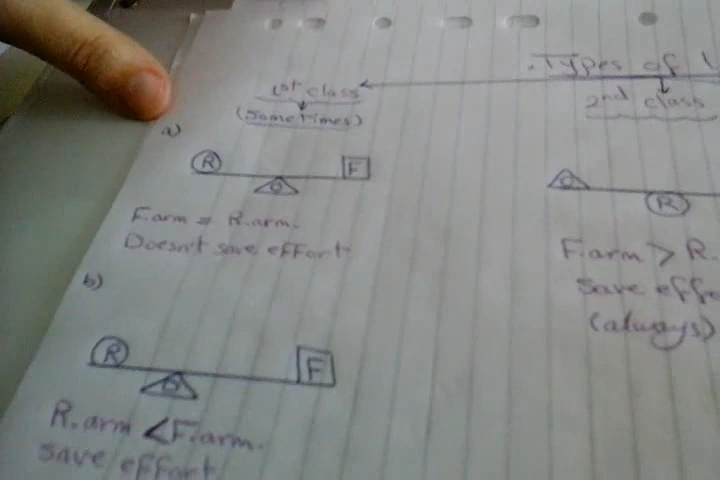 Types of
1st class
(Sometimes)
a)
R
F
F.arm = R.arm.
Doesn't save effort
b)
R
F
R.arm < F.arm.
save effort
2nd class
R
F.arm > R.
save
(always)